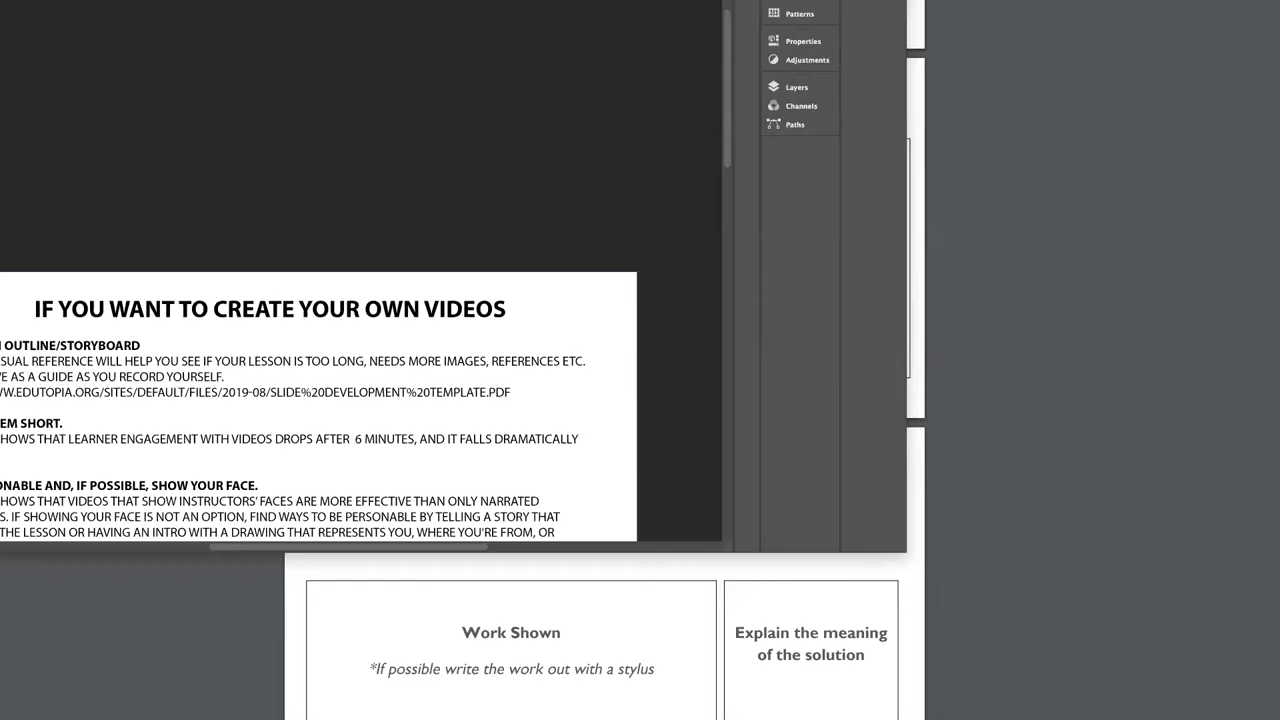 Patterns
Properties
Adjustments
Layers
Channels
Paths
IF YOU WANT TO CREATE YOUR OWN VIDEOS
OUTLINE/STORYBOARD
SUAL REFERENCE WILL HELP YOU SEE IF YOUR LESSON IS TOO LONG, NEEDS MORE IMAGES, REFERENCES ETC.
VE AS A GUIDE AS YOU RECORD YOURSELF.
WW.EDUTOPIA.ORG/SITES/DEFAULT/FILES/2019-08/SLIDE%20DEVELOPMENT%20TEMPLATE.PDF
EM SHORT.
HOWS THAT LEARNER ENGAGEMENT WITH VIDEOS DROPS AFTER 6 MINUTES, AND IT FALLS DRAMATICALLY
ONABLE AND, IF POSSIBLE, SHOW YOUR FACE.
HOWS THAT VIDEOS THAT SHOW INSTRUCTORS' FACES ARE MORE EFFECTIVE THAN ONLY NARRATED
S. IF SHOWING YOUR FACE IS NOT AN OPTION, FIND WAYS TO BE PERSONABLE BY TELLING A STORY THAT
THE LESSON OR HAVING AN INTRO WITH A DRAWING THAT REPRESENTS YOU, WHERE YOU'RE FROM, OR
Work Shown
*If possible write the work out with a stylus
Explain the meaning
of the solution